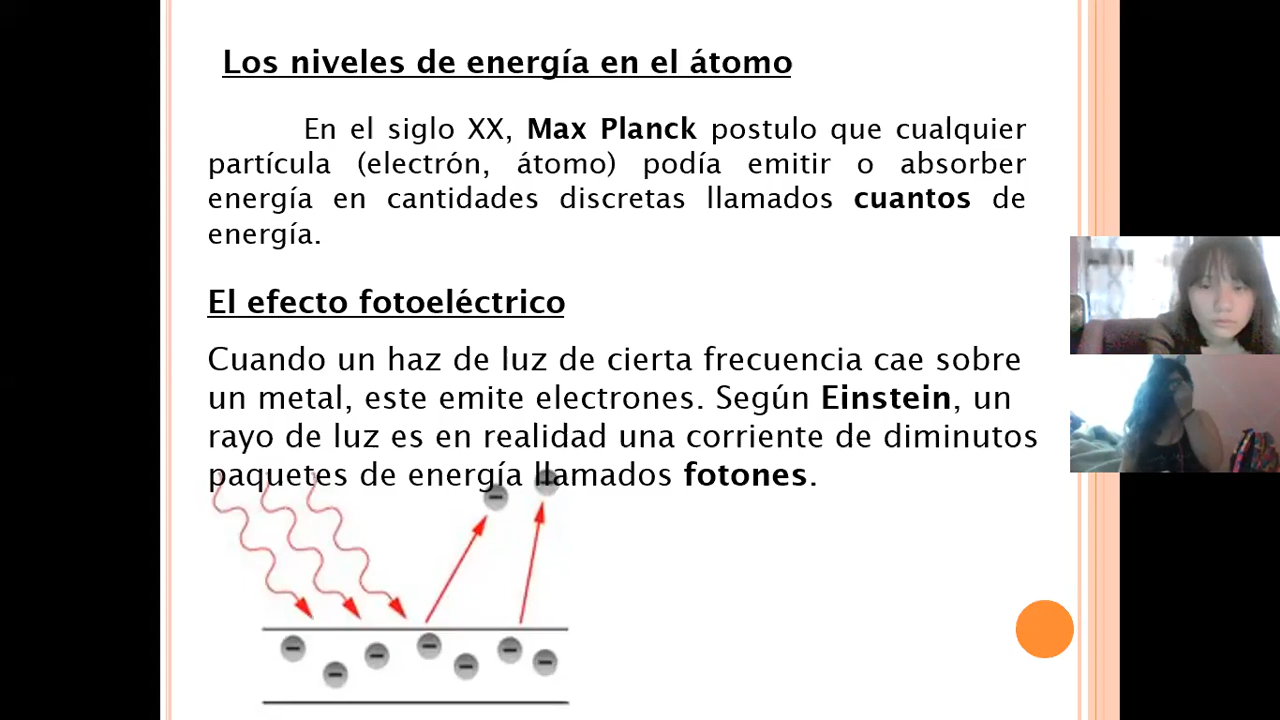 Los niveles de energía en el átomo
En el siglo XX, Max Planck postulo que cualquier
partícula (electrón, átomo) podía emitir o absorber
energía en cantidades discretas llamados cuantos de
energía.
El efecto fotoeléctrico
Cuando un haz de luz de cierta frecuencia cae sobre
un metal, este emite electrones. Según Einstein, un
rayo de luz es en realidad una corriente de diminutos
paquetes de energía llamados fotones.